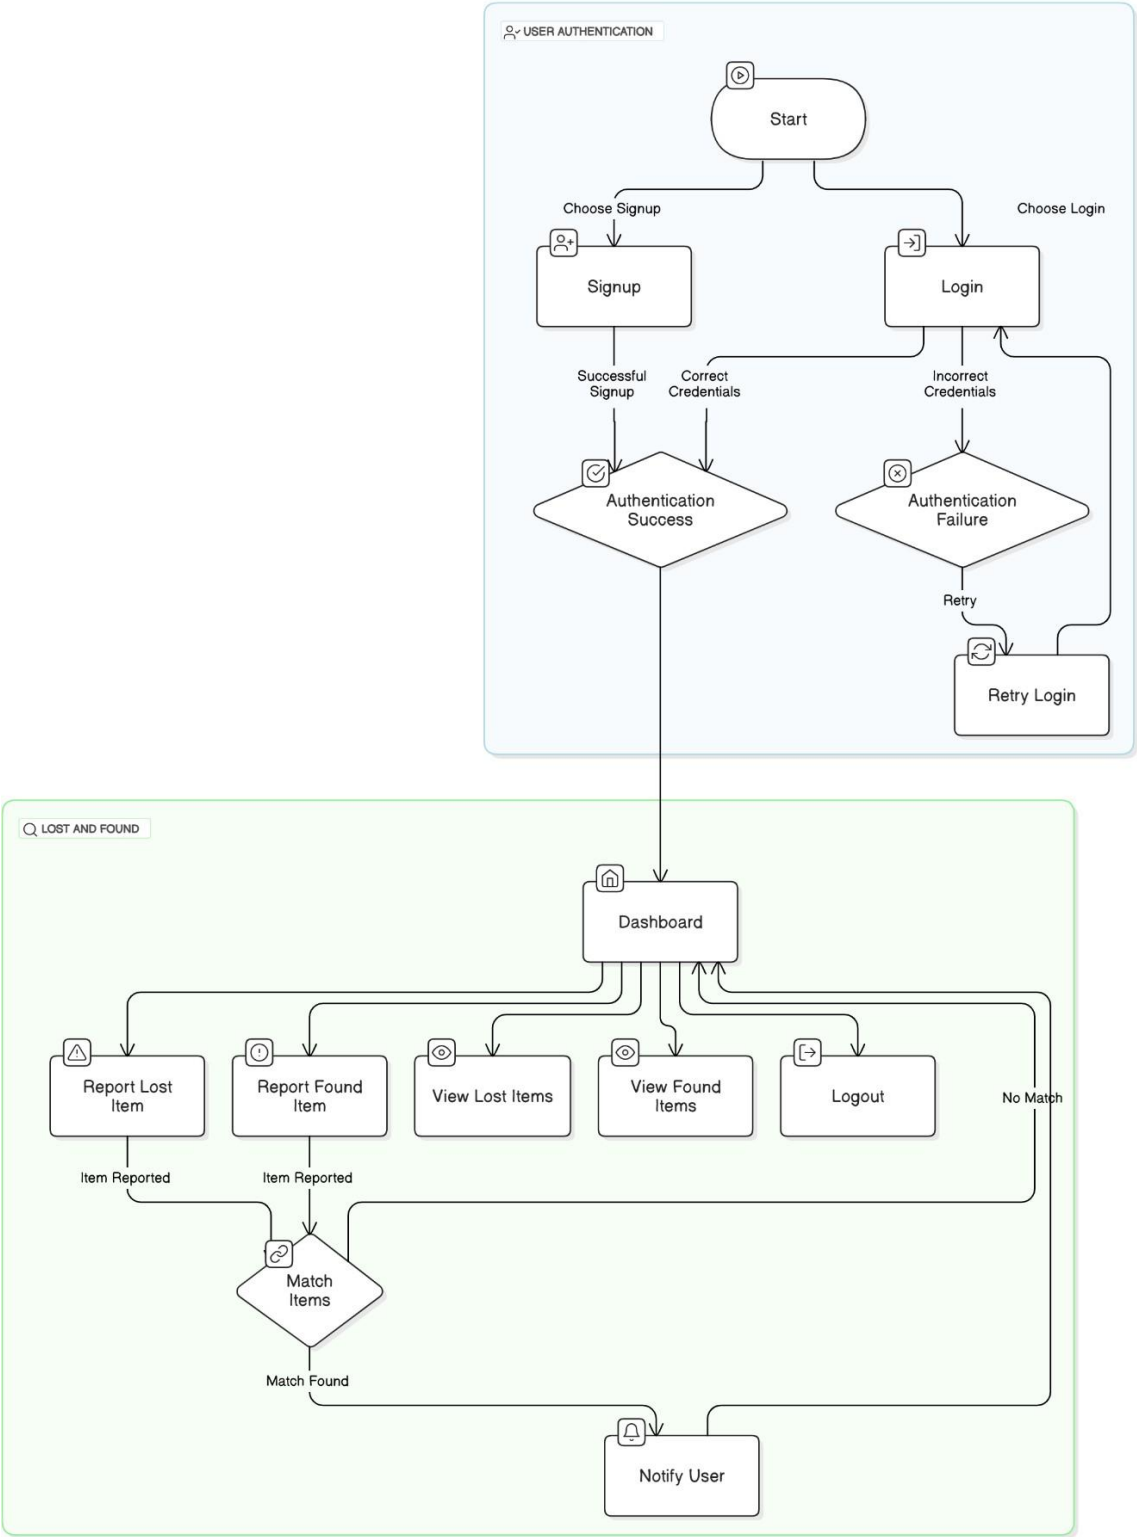 USER AUTHENTICATION
Start
Choose Signup
Choose Login
Signup
Login
Successful
Signup
Correct
Credentials
Incorrect
Credentials
Authentication
Success
Authentication
Failure
Retry
Retry Login
LOST AND FOUND
Dashboard
Report Lost
Item
Report Found
Item
View Lost Items
View Found
Items
Logout
No Match
Item Reported
Item Reported
Match
Items
Match Found
Notify User